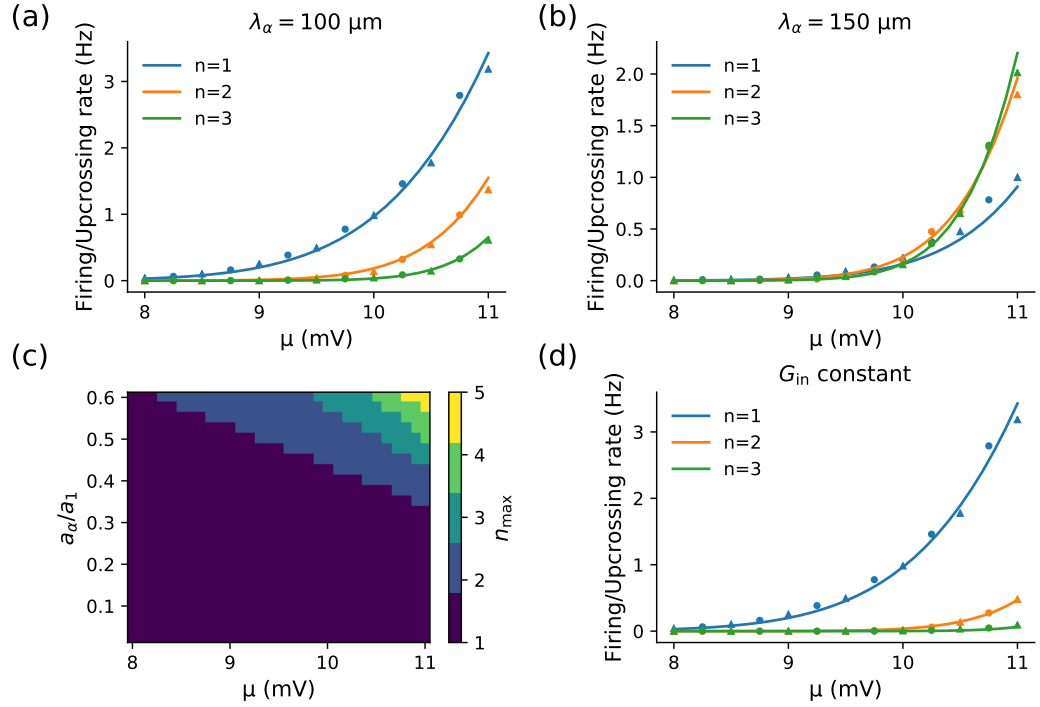 (a)
λα = 100 μm
Firing/Upcrossing rate (Hz)
n=1
n=2
n=3
3
2
1
0
8 9 10 11
μ (mV)
(b)
λα = 150 μm
Firing/Upcrossing rate (Hz)
n=1
n=2
n=3
2.0
1.5
1.0
0.5
0.0
8 9 10 11
μ (mV)
(c)
aα/a1
0.6
0.5
0.4
0.3
0.2
0.1
8 9 10 11
μ (mV)
5
4
3
2
1
nmax
(d)
Gin constant
Firing/Upcrossing rate (Hz)
n=1
n=2
n=3
3
2
1
0
8 9 10 11
μ (mV)